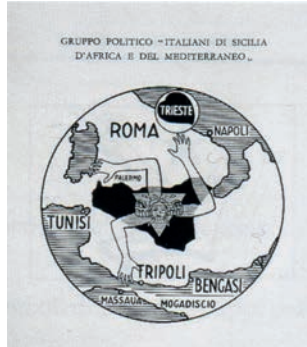 GRUPPO POLITICO "ITALIANI DI SICILIA
D'AFRICA E DEL MEDITERRANEO„
TRIESTE
ROMA
NAPOLI
PALERMO
TUNISI
TRIPOLI
BENGASI
MASSAUA
MOGADISCIO